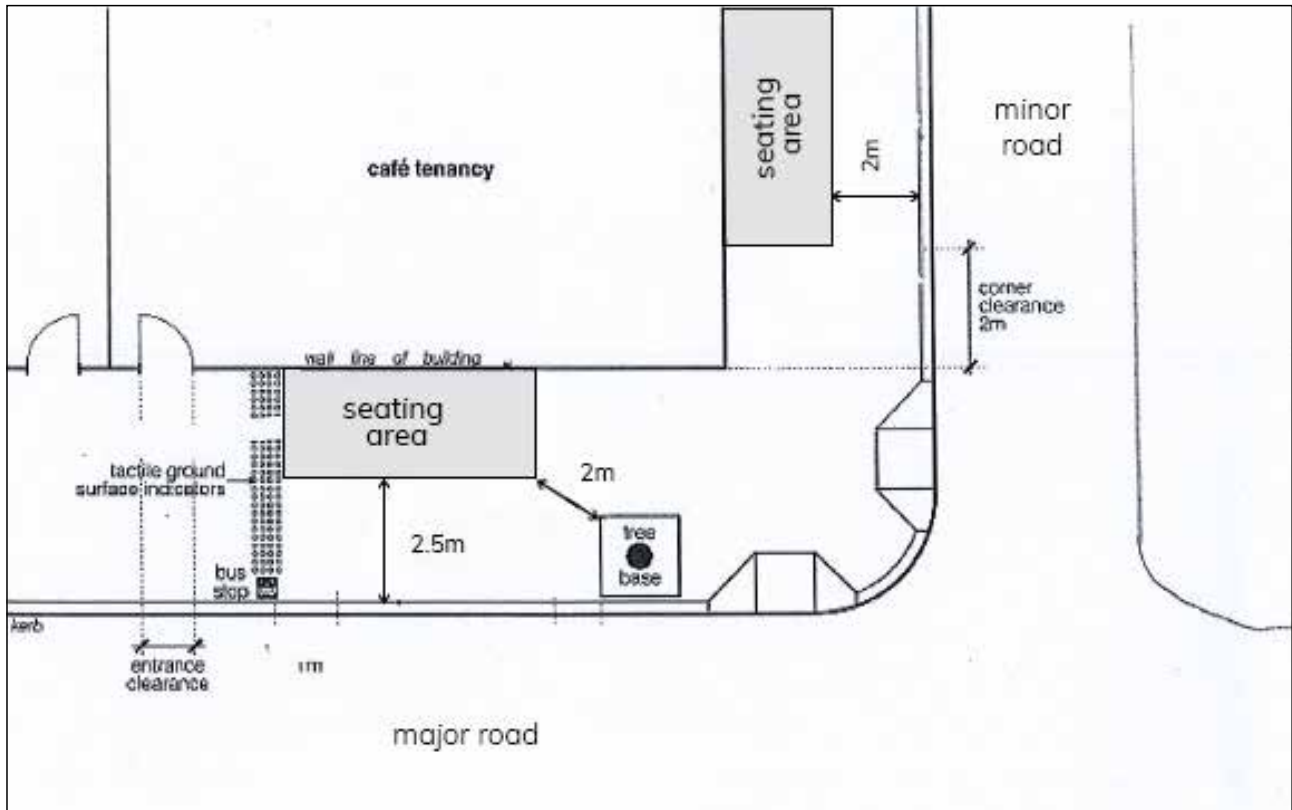 seating
area
minor
road
2m
café tenancy
corner
clearance
2m
wall line of building
seating
area
tactile ground
surface indicators
2m
2.5m
tree
base
bus
stop
kerb
entrance
clearance
major road